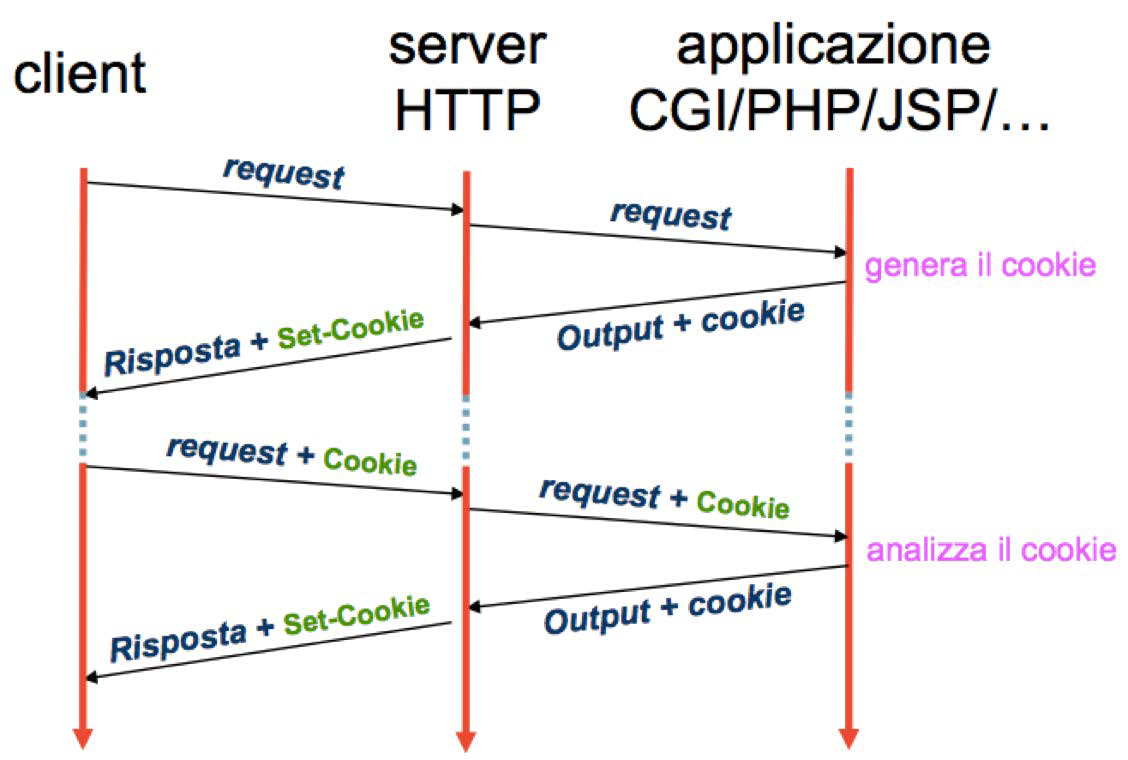 client
server
HTTP
applicazione
CGI/PHP/JSP/…
request
request
genera il cookie
Output + cookie
Risposta + Set-Cookie
request + Cookie
request + Cookie
analizza il cookie
Output + cookie
Risposta + Set-Cookie